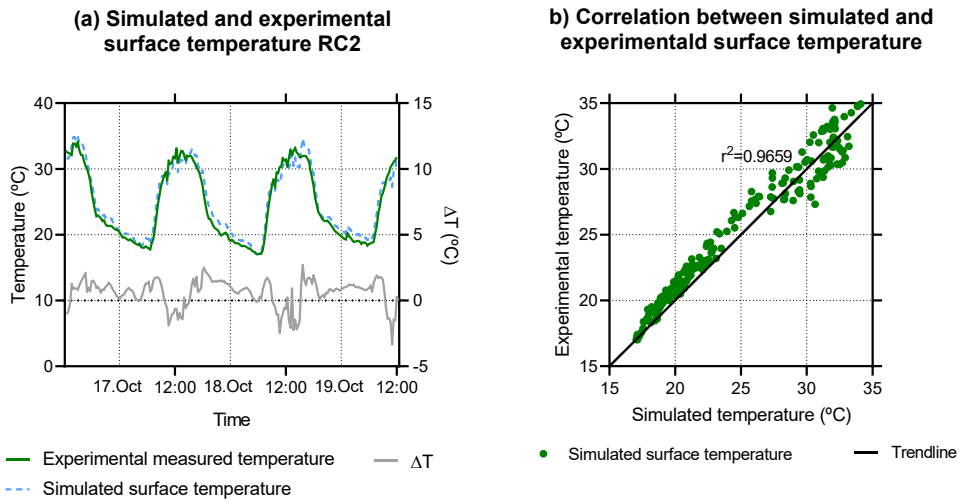 (a) Simulated and experimental
surface temperature RC2
40
30
20
10
0
Temperature (ºC)
15
10
5
0
-5
ΔT (ºC)
17.Oct
12:00
18.Oct
12:00
19.Oct
12:00
Time
Experimental measured temperature
ΔT
Simulated surface temperature
b) Correlation between simulated and
experimentald surface temperature
35
30
25
20
15
Experimental temperature (ºC)
r²=0.9659
15
20
25
30
35
Simulated temperature (ºC)
Simulated surface temperature
Trendline